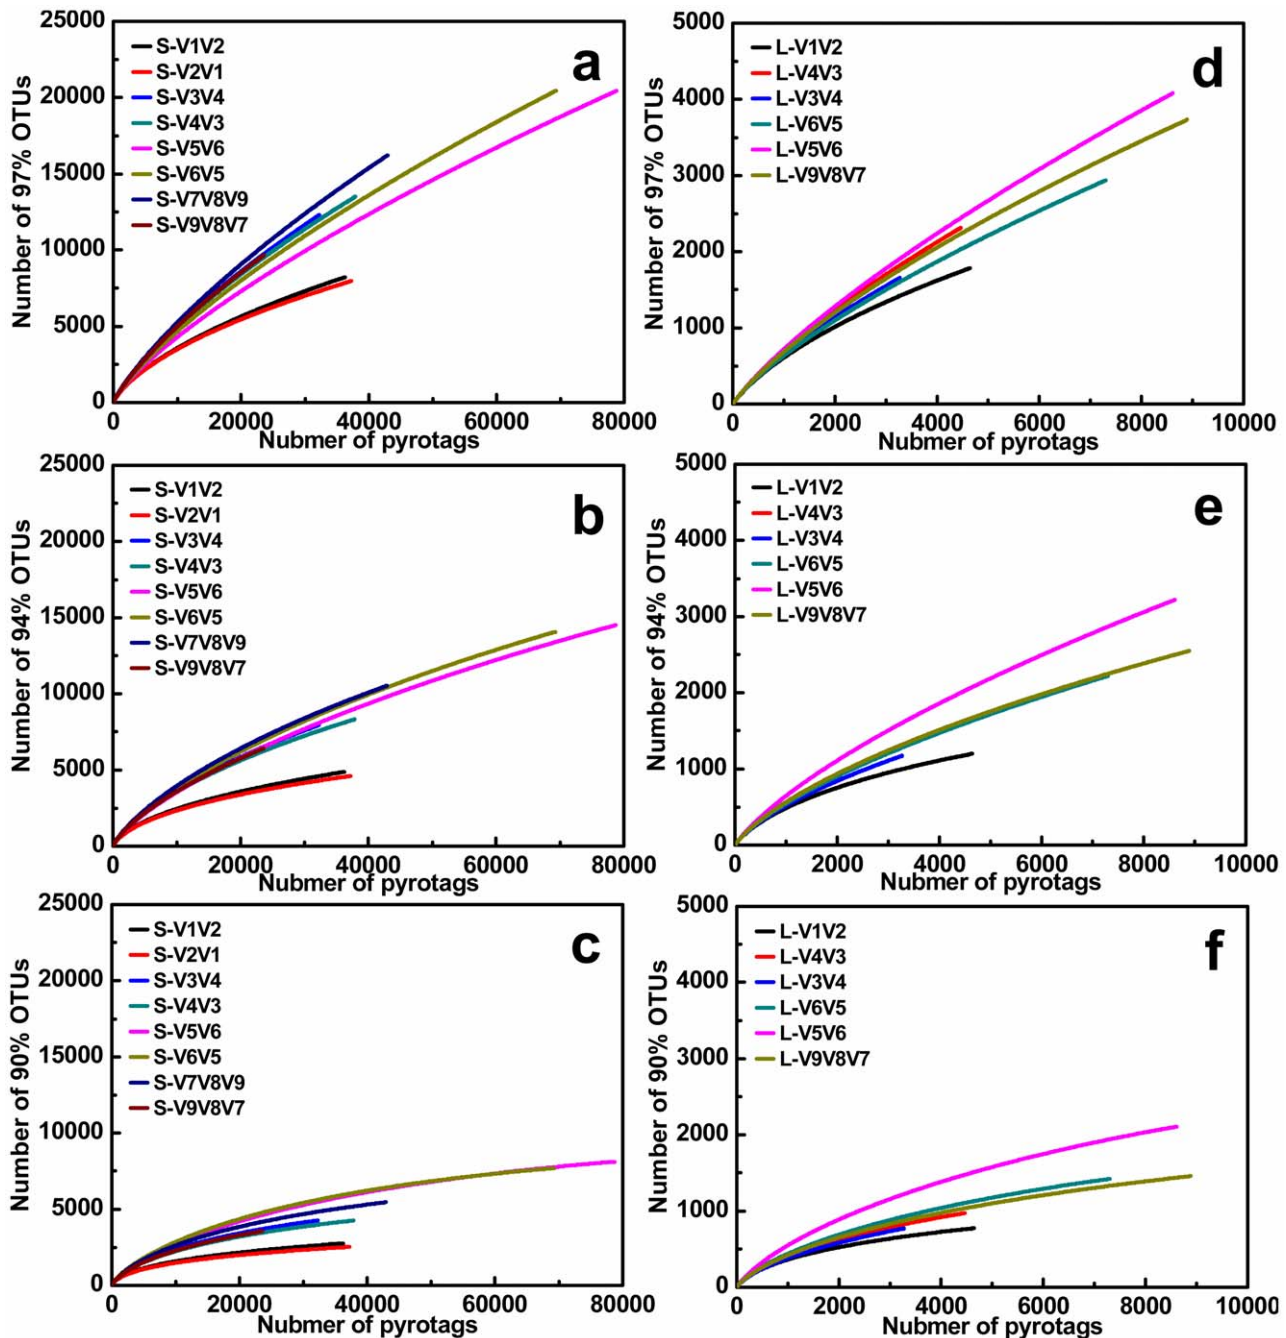 a
Number of 97% OTUs
25000
20000
15000
10000
5000
0
S-V1V2
S-V2V1
S-V3V4
S-V4V3
S-V5V6
S-V6V5
S-V7V8V9
S-V9V8V7
0 20000 40000 60000 80000
Nubmer of pyrotags
d
Number of 97% OTUs
5000
4000
3000
2000
1000
0
L-V1V2
L-V4V3
L-V3V4
L-V6V5
L-V5V6
L-V9V8V7
0 2000 4000 6000 8000 10000
Nubmer of pyrotags
b
Number of 94% OTUs
25000
20000
15000
10000
5000
0
S-V1V2
S-V2V1
S-V3V4
S-V4V3
S-V5V6
S-V6V5
S-V7V8V9
S-V9V8V7
0 20000 40000 60000 80000
Nubmer of pyrotags
e
Number of 94% OTUs
5000
4000
3000
2000
1000
0
L-V1V2
L-V4V3
L-V3V4
L-V6V5
L-V5V6
L-V9V8V7
0 2000 4000 6000 8000 10000
Nubmer of pyrotags
c
Number of 90% OTUs
25000
20000
15000
10000
5000
0
S-V1V2
S-V2V1
S-V3V4
S-V4V3
S-V5V6
S-V6V5
S-V7V8V9
S-V9V8V7
0 20000 40000 60000 80000
Nubmer of pyrotags
f
Number of 90% OTUs
5000
4000
3000
2000
1000
0
L-V1V2
L-V4V3
L-V3V4
L-V6V5
L-V5V6
L-V9V8V7
0 2000 4000 6000 8000 10000
Nubmer of pyrotags